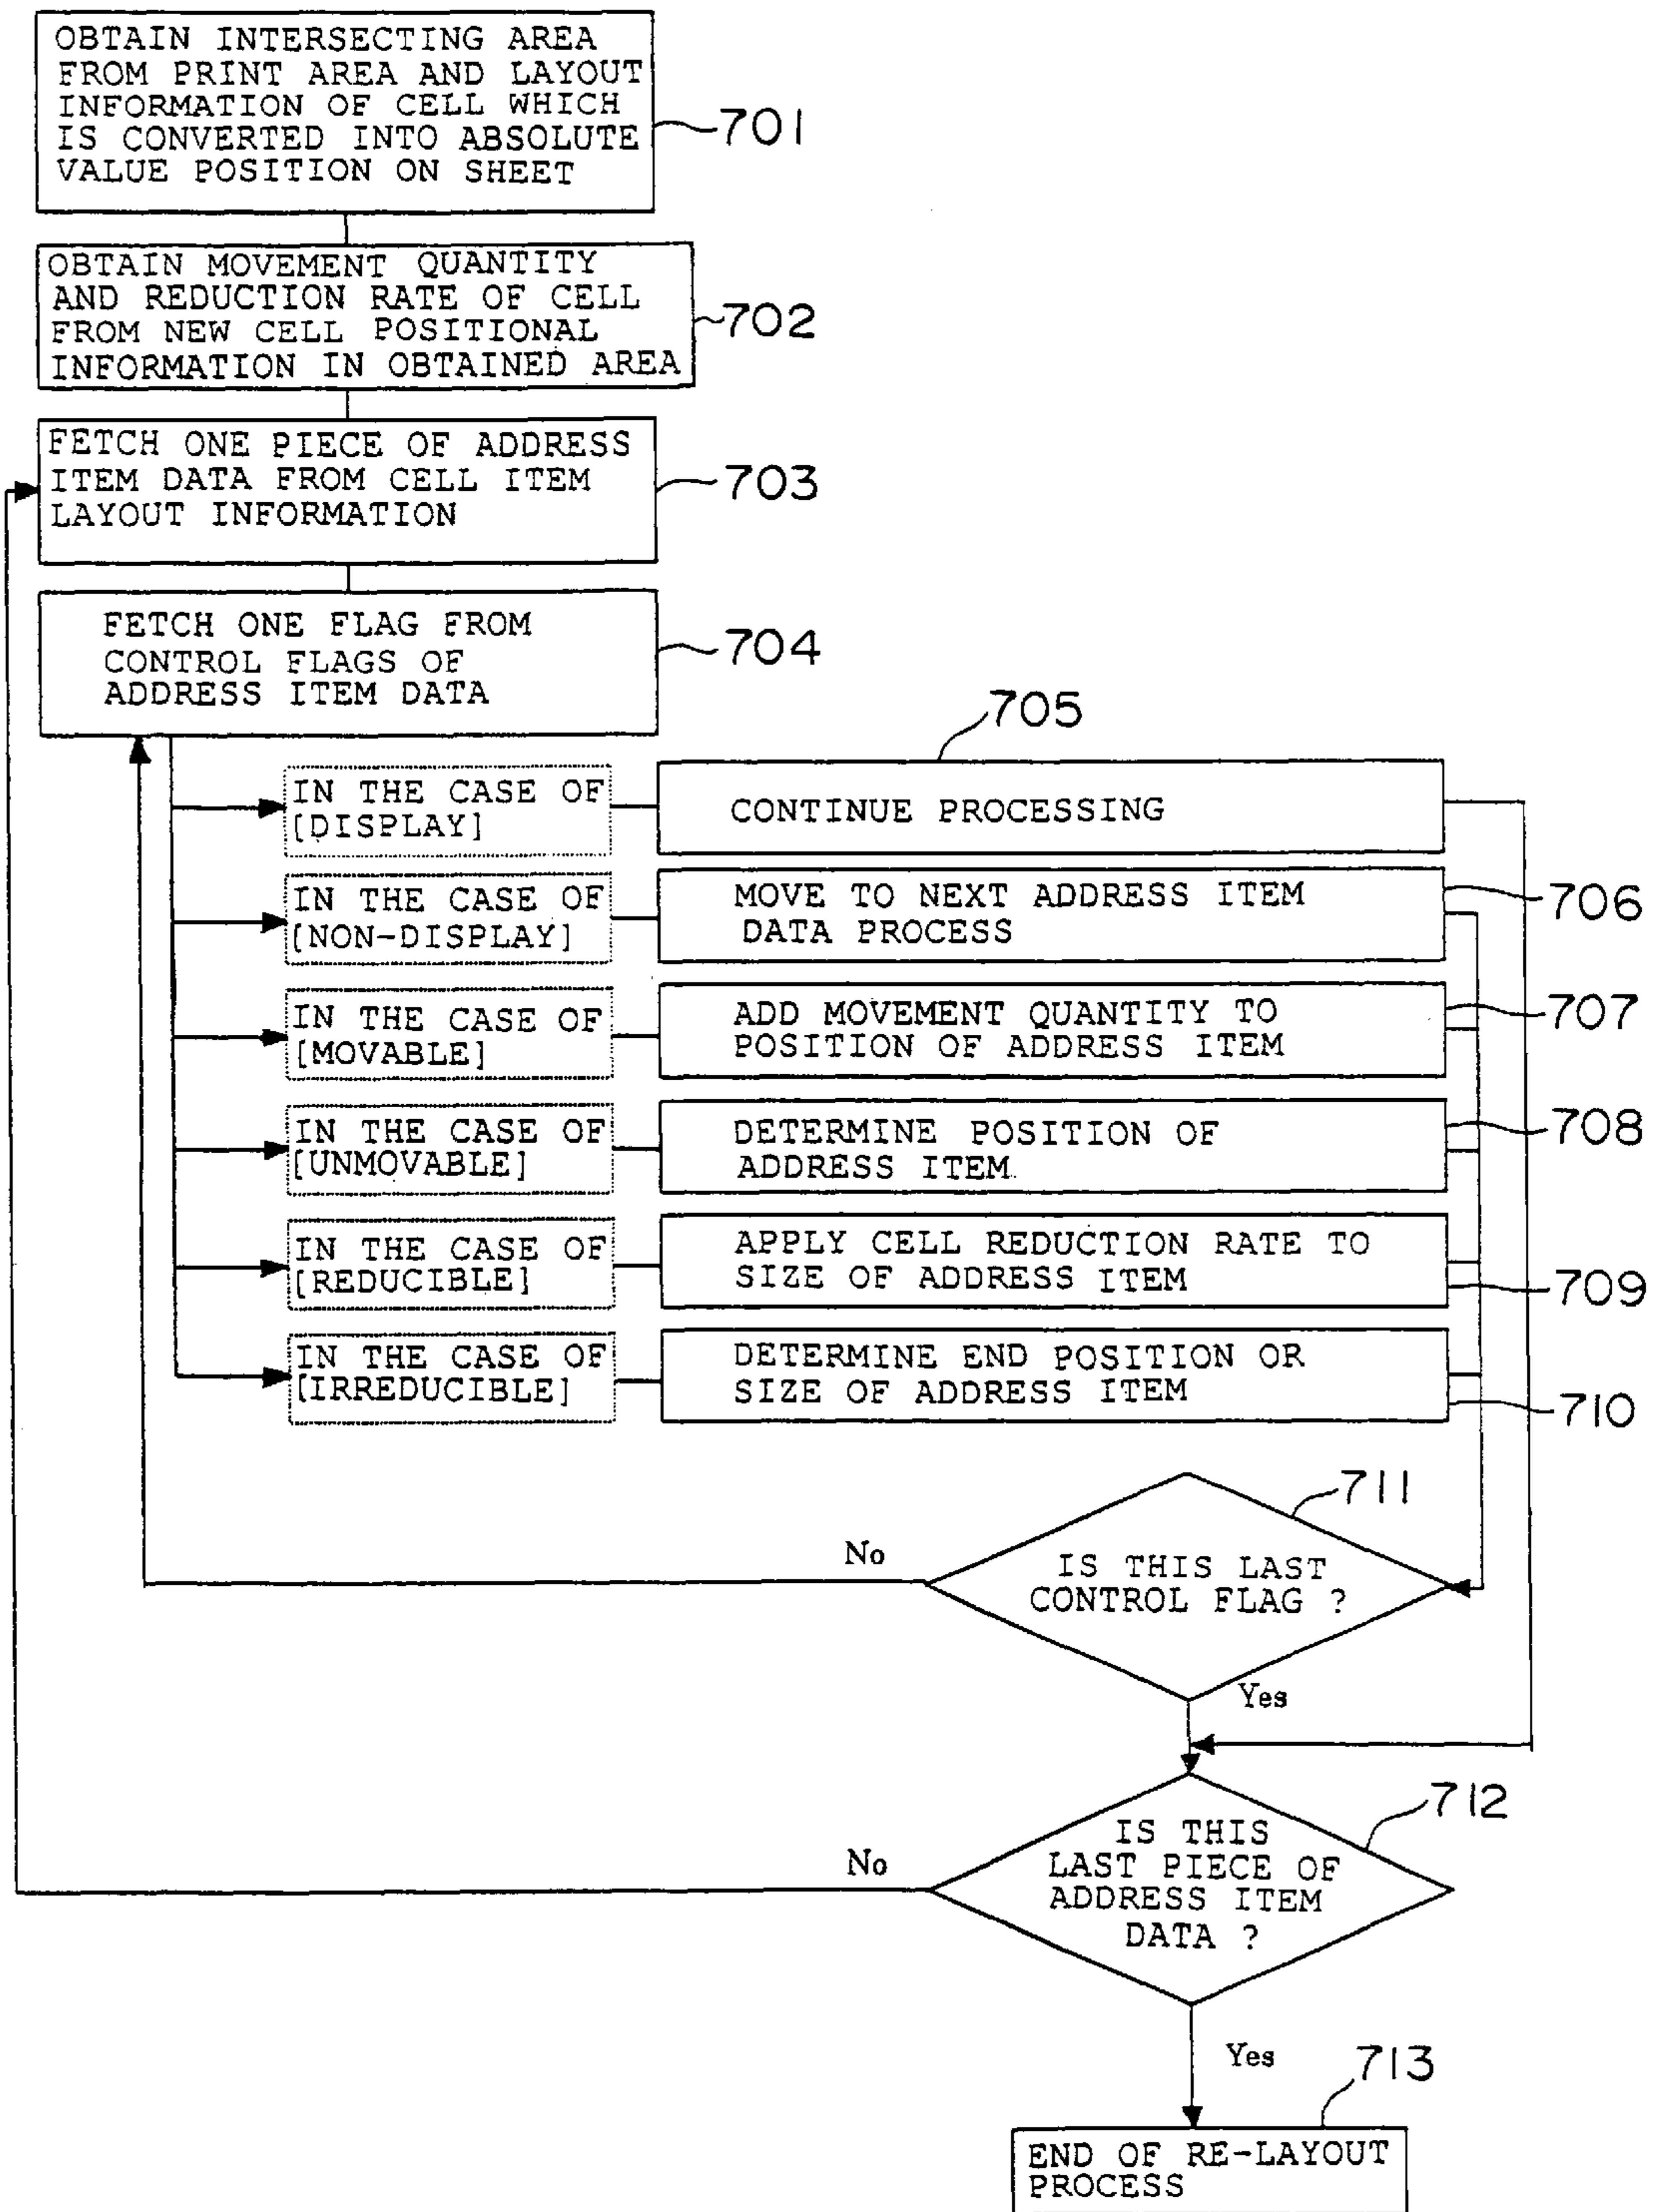 OBTAIN INTERSECTING AREA
FROM PRINT AREA AND LAYOUT
INFORMATION OF CELL WHICH
IS CONVERTED INTO ABSOLUTE
VALUE POSITION ON SHEET
701
OBTAIN MOVEMENT QUANTITY
AND REDUCTION RATE OF CELL
FROM NEW CELL POSITIONAL
INFORMATION IN OBTAINED AREA
702
FETCH ONE PIECE OF ADDRESS
ITEM DATA FROM CELL ITEM
LAYOUT INFORMATION
703
FETCH ONE FLAG FROM
CONTROL FLAGS OF
ADDRESS ITEM DATA
704
705
IN THE CASE OF
[DISPLAY]
CONTINUE PROCESSING
IN THE CASE OF
[NON-DISPLAY]
MOVE TO NEXT ADDRESS ITEM
DATA PROCESS
706
IN THE CASE OF
[MOVABLE]
ADD MOVEMENT QUANTITY TO
POSITION OF ADDRESS ITEM
707
IN THE CASE OF
[UNMOVABLE]
DETERMINE POSITION OF
ADDRESS ITEM
708
IN THE CASE OF
[REDUCIBLE]
APPLY CELL REDUCTION RATE TO
SIZE OF ADDRESS ITEM
709
IN THE CASE OF
[IRREDUCIBLE]
DETERMINE END POSITION OR
SIZE OF ADDRESS ITEM
710
711
No
IS THIS LAST
CONTROL FLAG ?
Yes
712
No
IS THIS
LAST PIECE OF
ADDRESS ITEM
DATA ?
Yes
713
END OF RE-LAYOUT
PROCESS